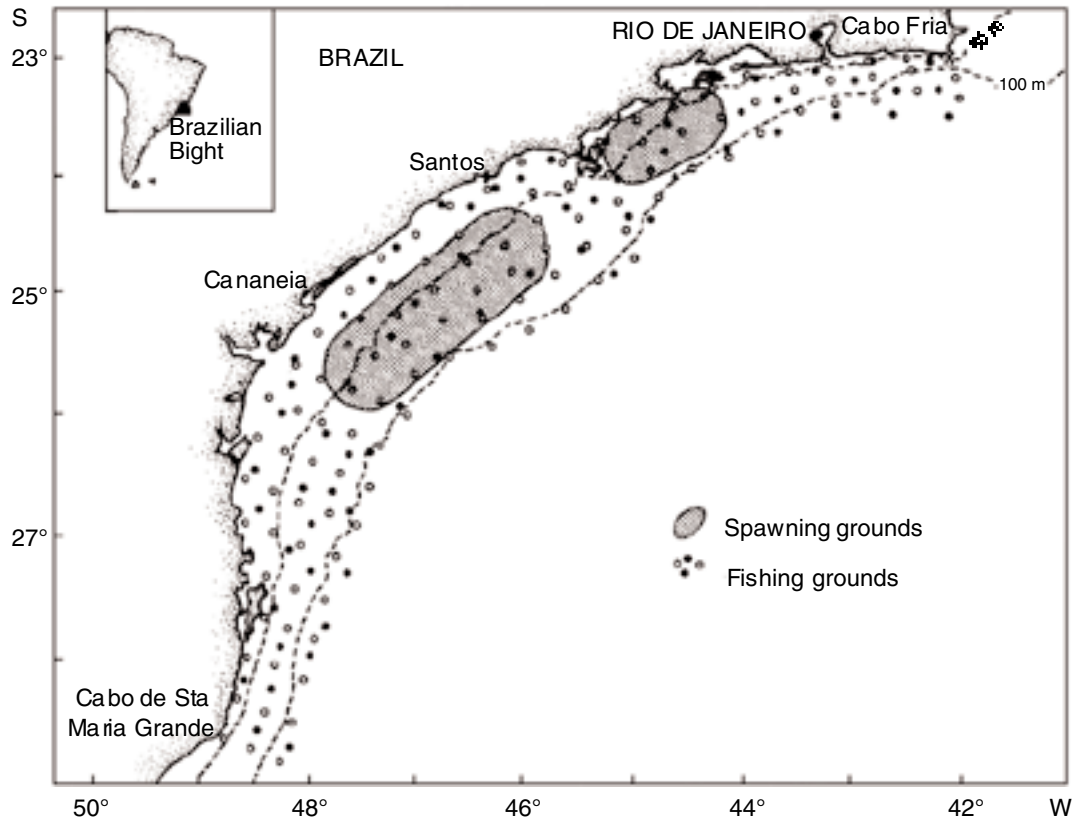 S
RIO DE JANEIRO
Cabo Fria
23°
BRAZIL
100 m
Brazilian
Bight
Santos
Cananeia
25°
27°
Spawning grounds
Fishing grounds
Cabo de Sta
Maria Grande
50°
48°
46°
44°
42°
W